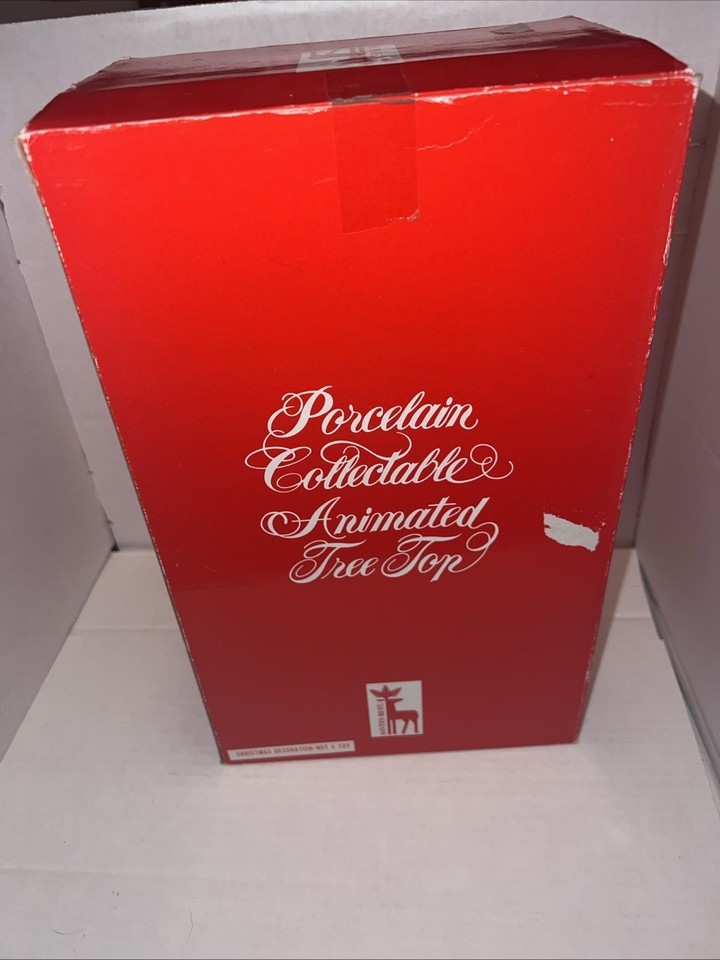 Porcelain
Collectable
Animated
Tree Top
CHRISTMAS DECORATION-NOT A TOY